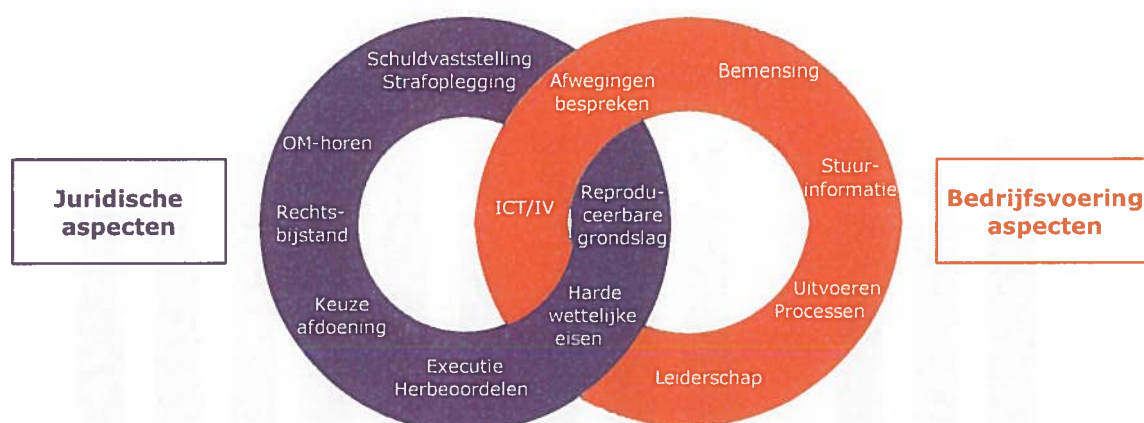 Schuldvaststelling
Strafoplegging
Afwegingen
bespreken
Bemensing
OM-horen
Juridische
aspecten
Rechts-
bijstand
ICT/IV
Reprodu-
ceerbare
grondslag
Stuur-
informatie
Bedrijfsvoering
aspecten
Keuze
afdoening
Harde
wettelijke
eisen
Uitvoeren
Processen
Executie
Herbeoordelen
Leiderschap